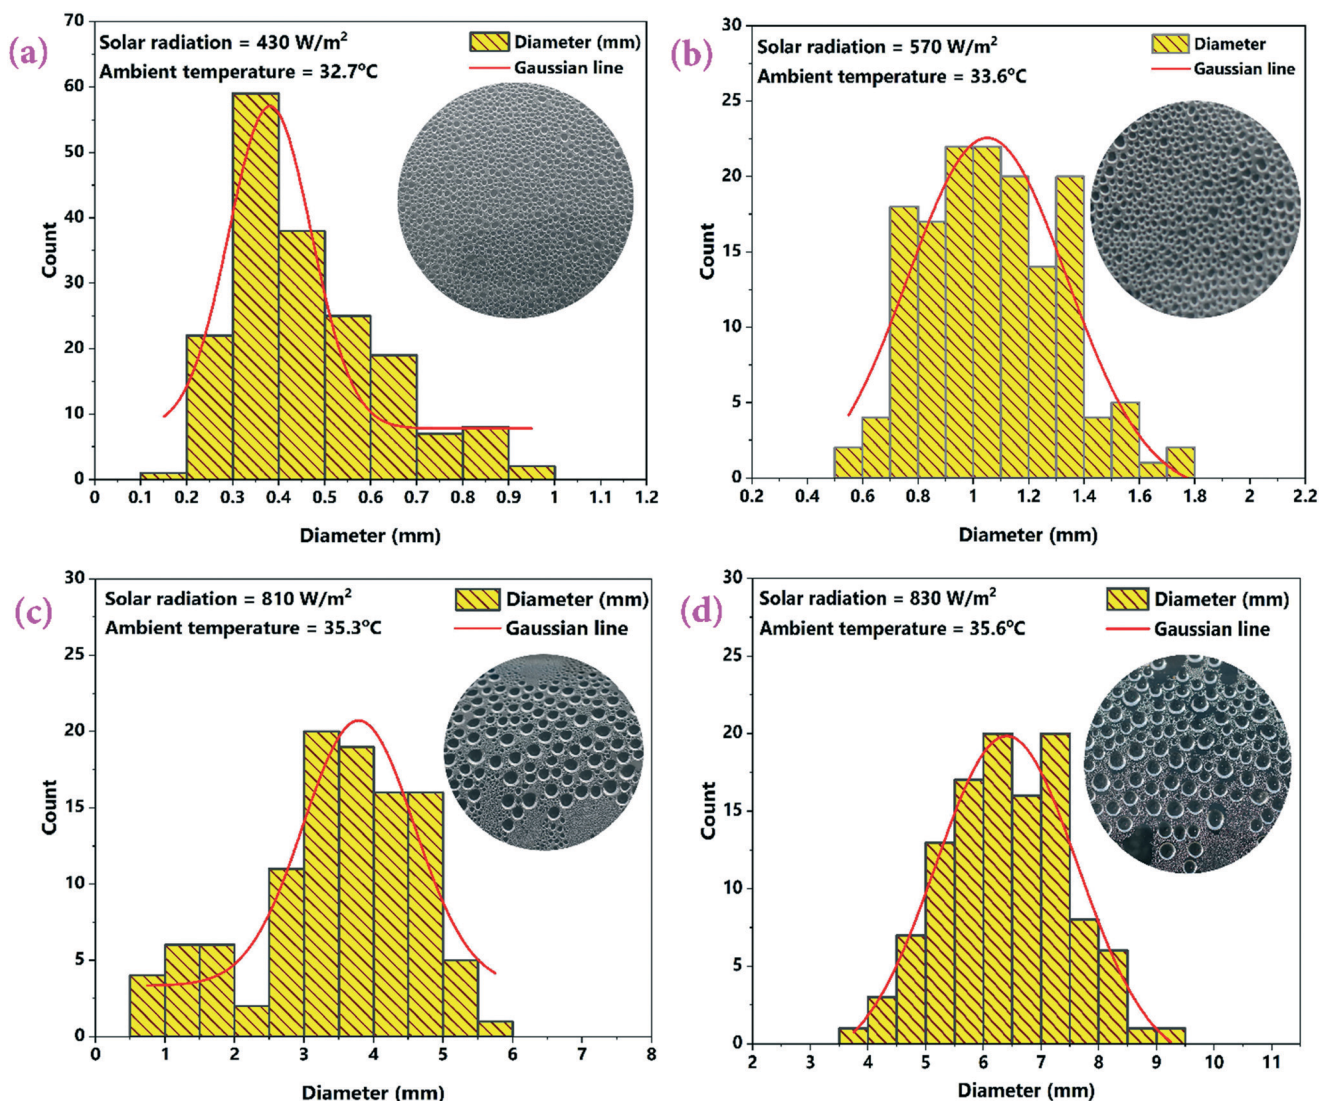 (a)
Solar radiation = 430 W/m²
Ambient temperature = 32.7°C
Diameter (mm)
Gaussian line
Count
70
60
50
40
30
20
10
0
0 0.1 0.2 0.3 0.4 0.5 0.6 0.7 0.8 0.9 1 1.1 1.2
Diameter (mm)
(b)
Solar radiation = 570 W/m²
Ambient temperature = 33.6°C
Diameter
Gaussian line
Count
30
25
20
15
10
5
0
0.2 0.4 0.6 0.8 1 1.2 1.4 1.6 1.8 2 2.2
Diameter (mm)
(c)
Solar radiation = 810 W/m²
Ambient temperature = 35.3°C
Diameter (mm)
Gaussian line
Count
30
25
20
15
10
5
0
0 1 2 3 4 5 6 7 8
Diameter (mm)
(d)
Solar radiation = 830 W/m²
Ambient temperature = 35.6°C
Diameter (mm)
Gaussian line
Count
30
25
20
15
10
5
0
2 3 4 5 6 7 8 9 10 11
Diameter (mm)